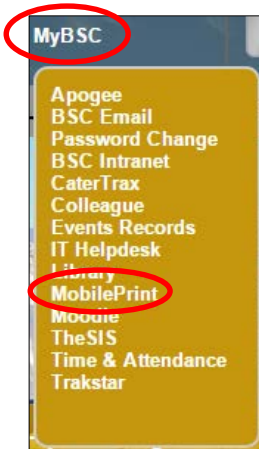 MyBSC
Apogee
BSC Email
Password Change
BSC Intranet
CaterTrax
Colleague
Events Records
IT Helpdesk
Library
MobilePrint
Moodle
TheSIS
Time & Attendance
Trakstar